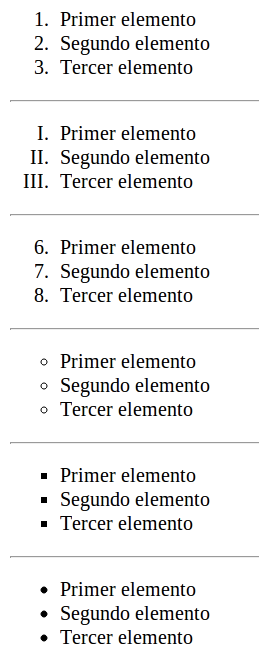 1. Primer elemento
2. Segundo elemento
3. Tercer elemento
I. Primer elemento
II. Segundo elemento
III. Tercer elemento
6. Primer elemento
7. Segundo elemento
8. Tercer elemento
◦ Primer elemento
◦ Segundo elemento
◦ Tercer elemento
▪ Primer elemento
▪ Segundo elemento
▪ Tercer elemento
• Primer elemento
• Segundo elemento
• Tercer elemento